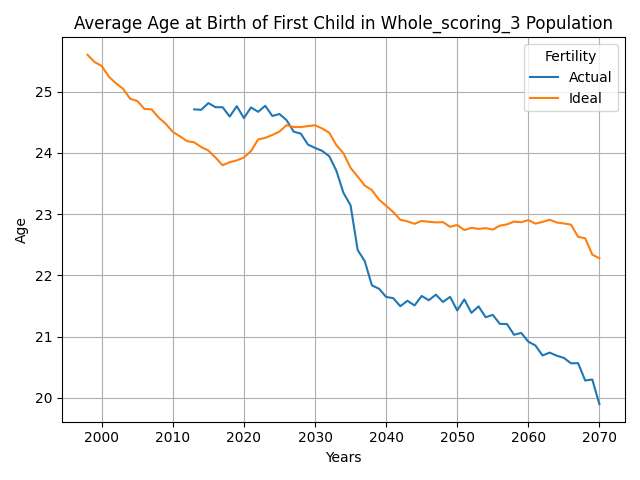 Average Age at Birth of First Child in Whole_scoring_3 Population
Fertility
Actual
Ideal
Age
25
24
23
22
21
20
2000 2010 2020 2030 2040 2050 2060 2070
Years